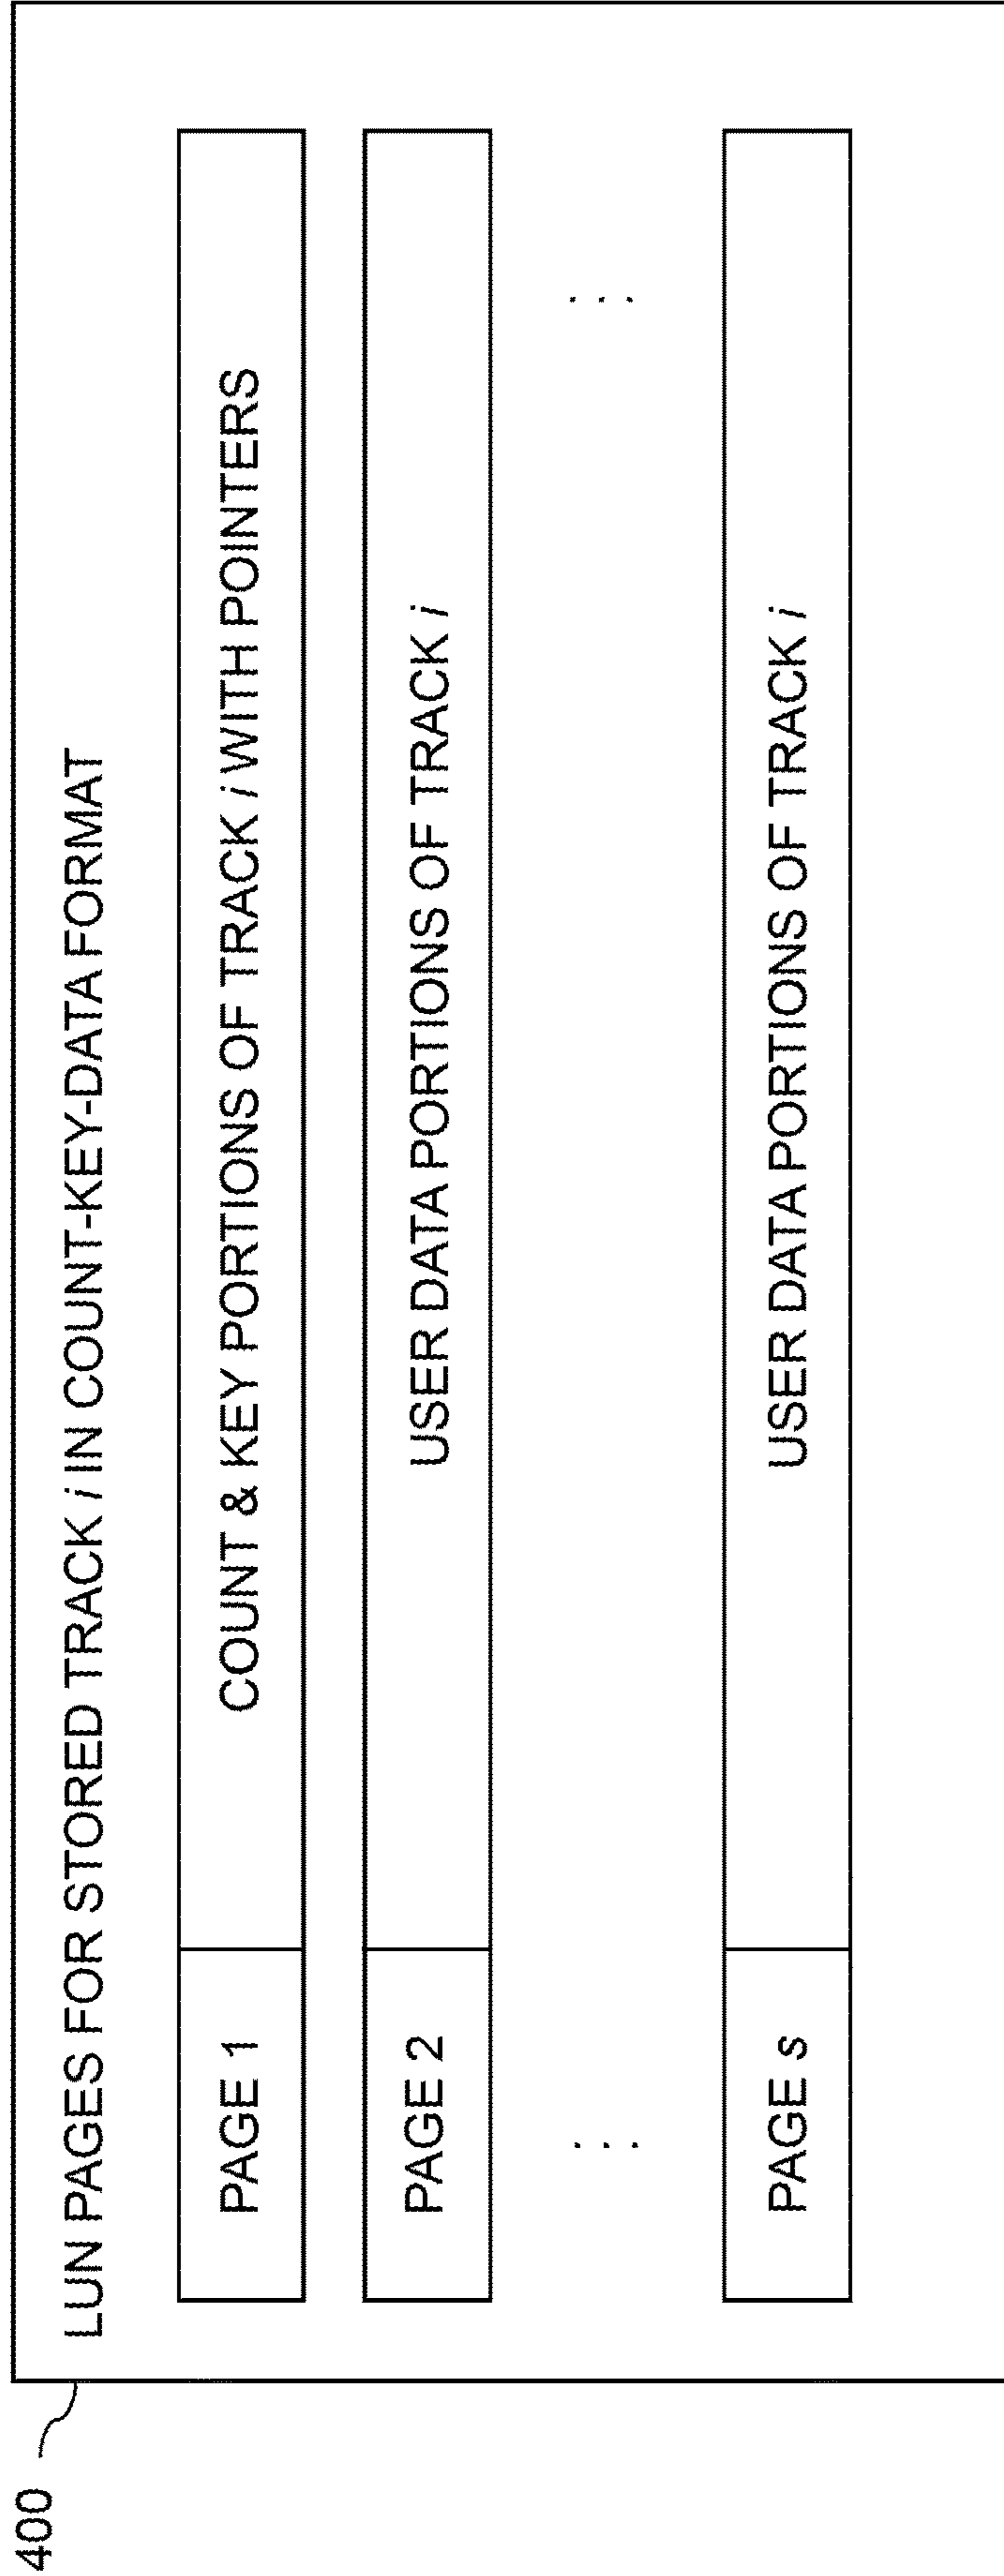 400
LUN PAGES FOR STORED TRACK i IN COUNT-KEY-DATA FORMAT
PAGE 1
COUNT & KEY PORTIONS OF TRACK i WITH POINTERS
PAGE 2
USER DATA PORTIONS OF TRACK i
. . .
. . .
PAGE s
USER DATA PORTIONS OF TRACK i